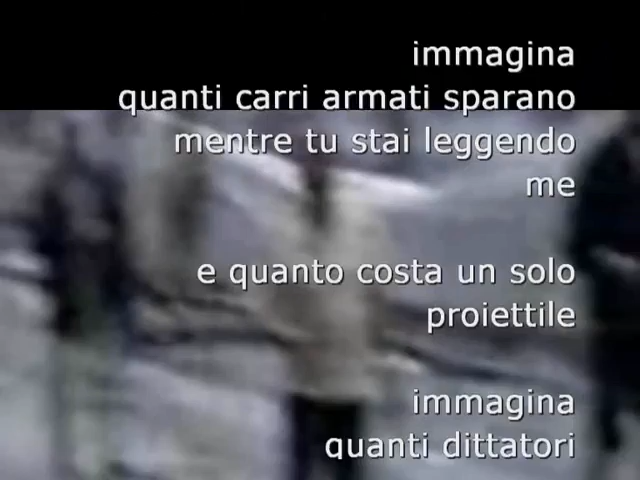 immagina
quanti carri armati sparano
mentre tu stai leggendo
me
e quanto costa un solo
proiettile
immagina
quanti dittatori